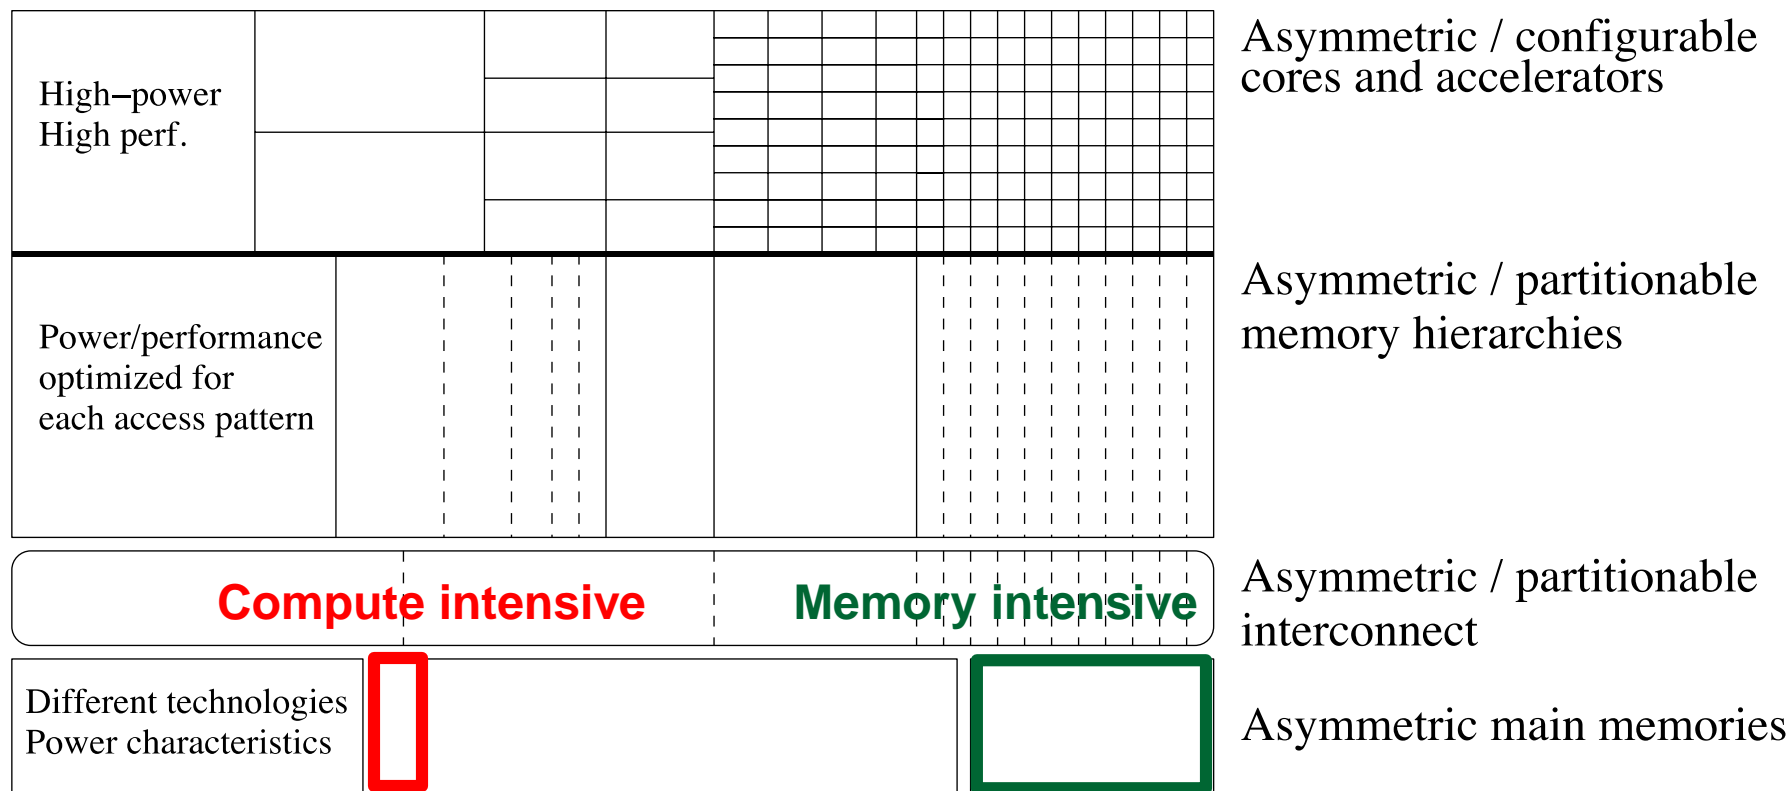 Asymmetric / configurable
cores and accelerators
High–power
High perf.
Asymmetric / partitionable
memory hierarchies
Power/performance
optimized for
each access pattern
Asymmetric / partitionable
interconnect
Compute intensive
Memory intensive
Different technologies
Power characteristics
Asymmetric main memories